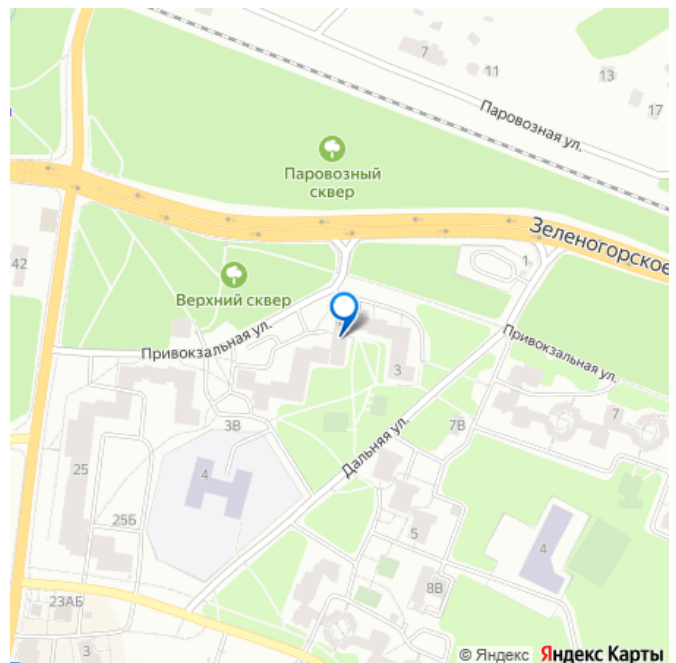 7
11
13
17
Паровозная ул.
Паровозный
сквер
Зеленогорское
42
1
Верхний сквер
Привокзальная ул.
Привокзальная ул.
3
7
3В
7В
Дальняя ул.
25
4
25Б
5
4
8В
23АБ
3
© Яндекс Яндекс Карты